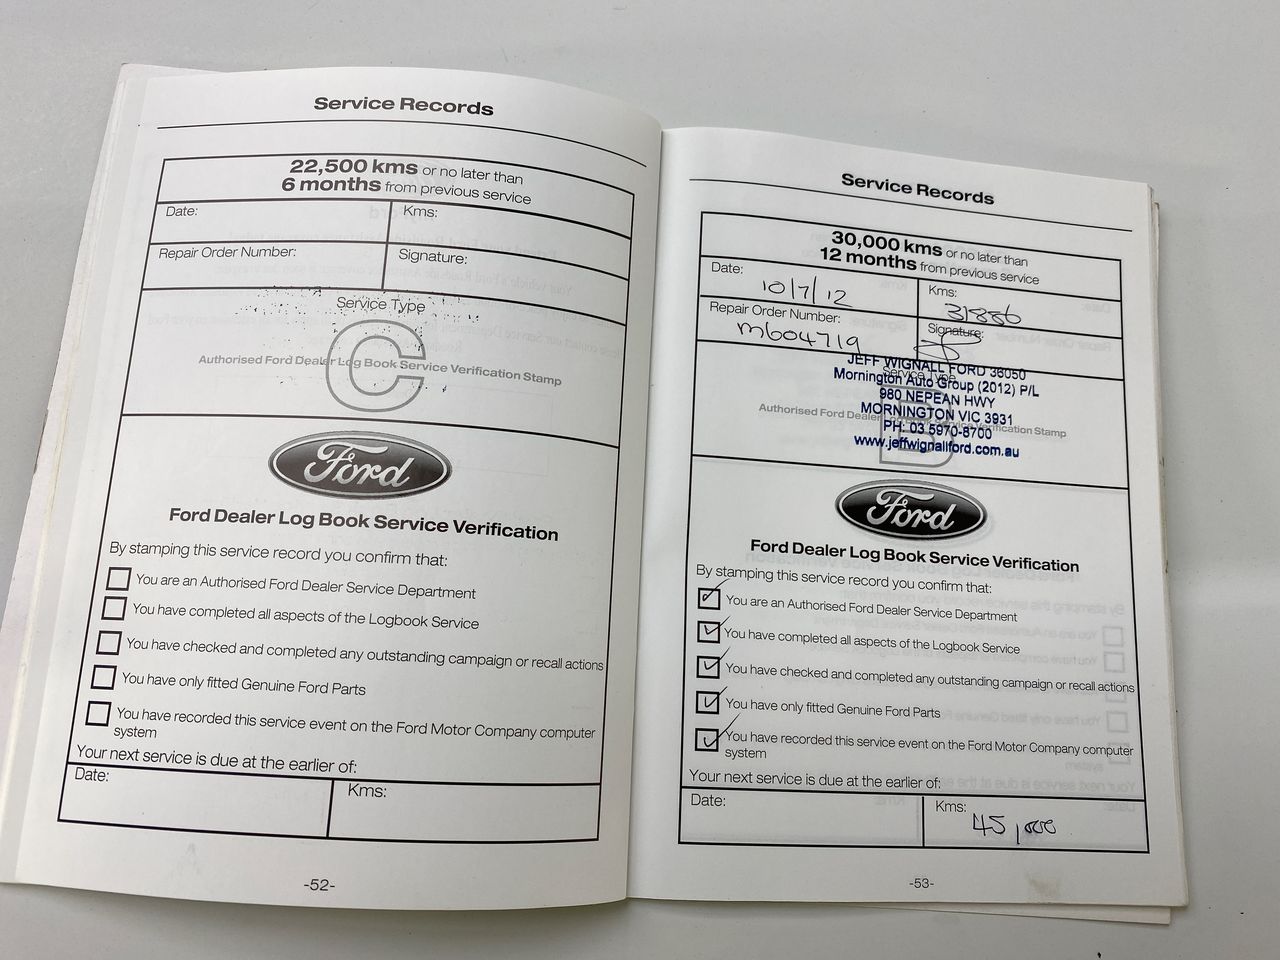 Service Records
22,500 kms or no later than
6 months from previous service
Date:
Kms:
Repair Order Number:
Signature:
Service Type
C
Authorised Ford Dealer Log Book Service Verification Stamp
Ford
Ford Dealer Log Book Service Verification
By stamping this service record you confirm that:
You are an Authorised Ford Dealer Service Department
You have completed all aspects of the Logbook Service
You have checked and completed any outstanding campaign or recall actions
You have only fitted Genuine Ford Parts
You have recorded this service event on the Ford Motor Company computer
system
Your next service is due at the earlier of:
Date:
Kms:
-52-
Service Records
30,000 kms or no later than
12 months from previous service
Date:
10/7/12
Kms:
31886
Repair Order Number:
m604719
Signature:
JEFF WIGNALL FORD 36050
Service Type
Mornington Auto Group (2012) P/L
980 NEPEAN HWY
MORNINGTON VIC 3931
B
Authorised Ford Dealer Log Book Service Verification Stamp
PH: 03 5970-8700
www.jeffwignallford.com.au
Ford
Ford Dealer Log Book Service Verification
By stamping this service record you confirm that:
You are an Authorised Ford Dealer Service Department
You have completed all aspects of the Logbook Service
You have checked and completed any outstanding campaign or recall actions
You have only fitted Genuine Ford Parts
You have recorded this service event on the Ford Motor Company computer
system
Your next service is due at the earlier of:
Date:
Kms:
45,000
-53-